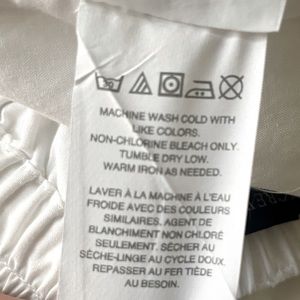 MACHINE WASH COLD WITH
LIKE COLORS.
NON-CHLORINE BLEACH ONLY.
TUMBLE DRY LOW.
WARM IRON AS NEEDED.
LAVER À LA MACHINE À L'EAU
FROIDE AVEC DES COULEURS
SIMILAIRES. AGENT DE
BLANCHIMENT NON CHLORÉ
SEULEMENT. SÉCHER AU
SÈCHE-LINGE AU CYCLE DOUX.
REPASSER AU FER TIÈDE
AU BESOIN.